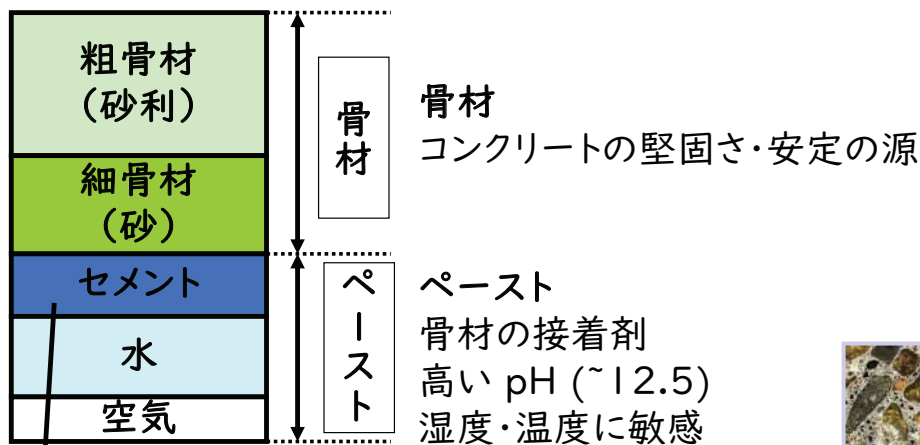 粗骨材
(砂利)
細骨材
(砂)
セメント
水
空気
骨材
ペースト
骨材
コンクリートの堅固さ・安定の源
ペースト
骨材の接着剤
高い pH (~12.5)
湿度・温度に敏感